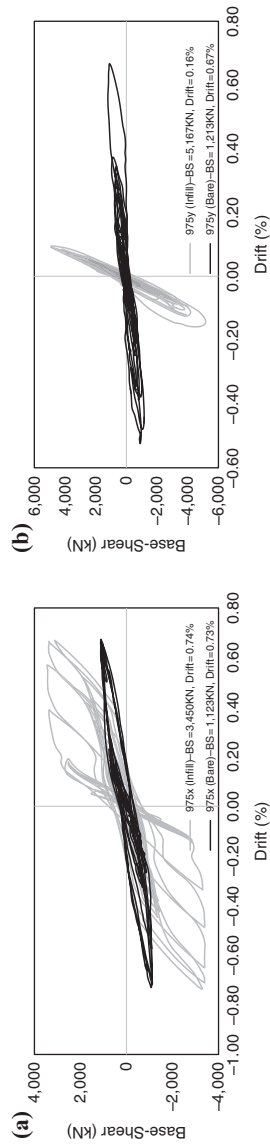 (a)
4,000
2,000
0
−2,000
−4,000
Base-Shear (kN)
−1.00 −0.80 −0.60 −0.40 −0.20 0.00 0.20 0.40 0.60 0.80
Drift (%)
975x (Infill)–BS=3,450KN, Drift=0.74%
975x (Bare)–BS=1,123KN, Drift=0.73%
(b)
6,000
4,000
2,000
0
−2,000
−4,000
−6,000
Base-Shear (kN)
−0.60 −0.40 −0.20 0.00 0.20 0.40 0.60 0.80
Drift (%)
975y (Infill)–BS=5,167KN, Drift=0.16%
975y (Bare)–BS=1,213KN, Drift=0.67%